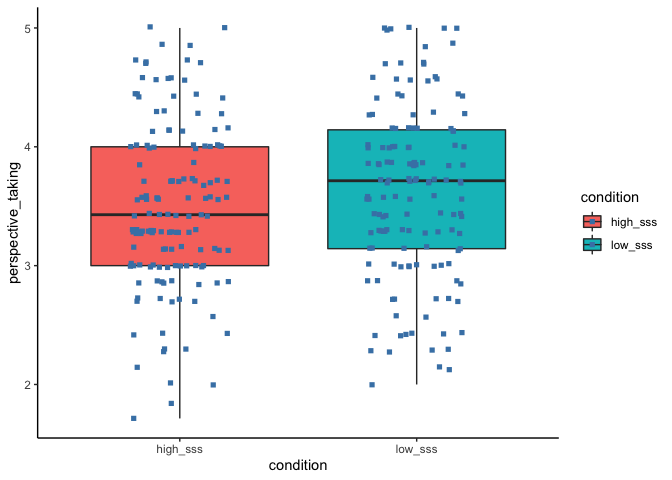 5
4
3
2
perspective_taking
high_sss
low_sss
condition
condition
high_sss
low_sss